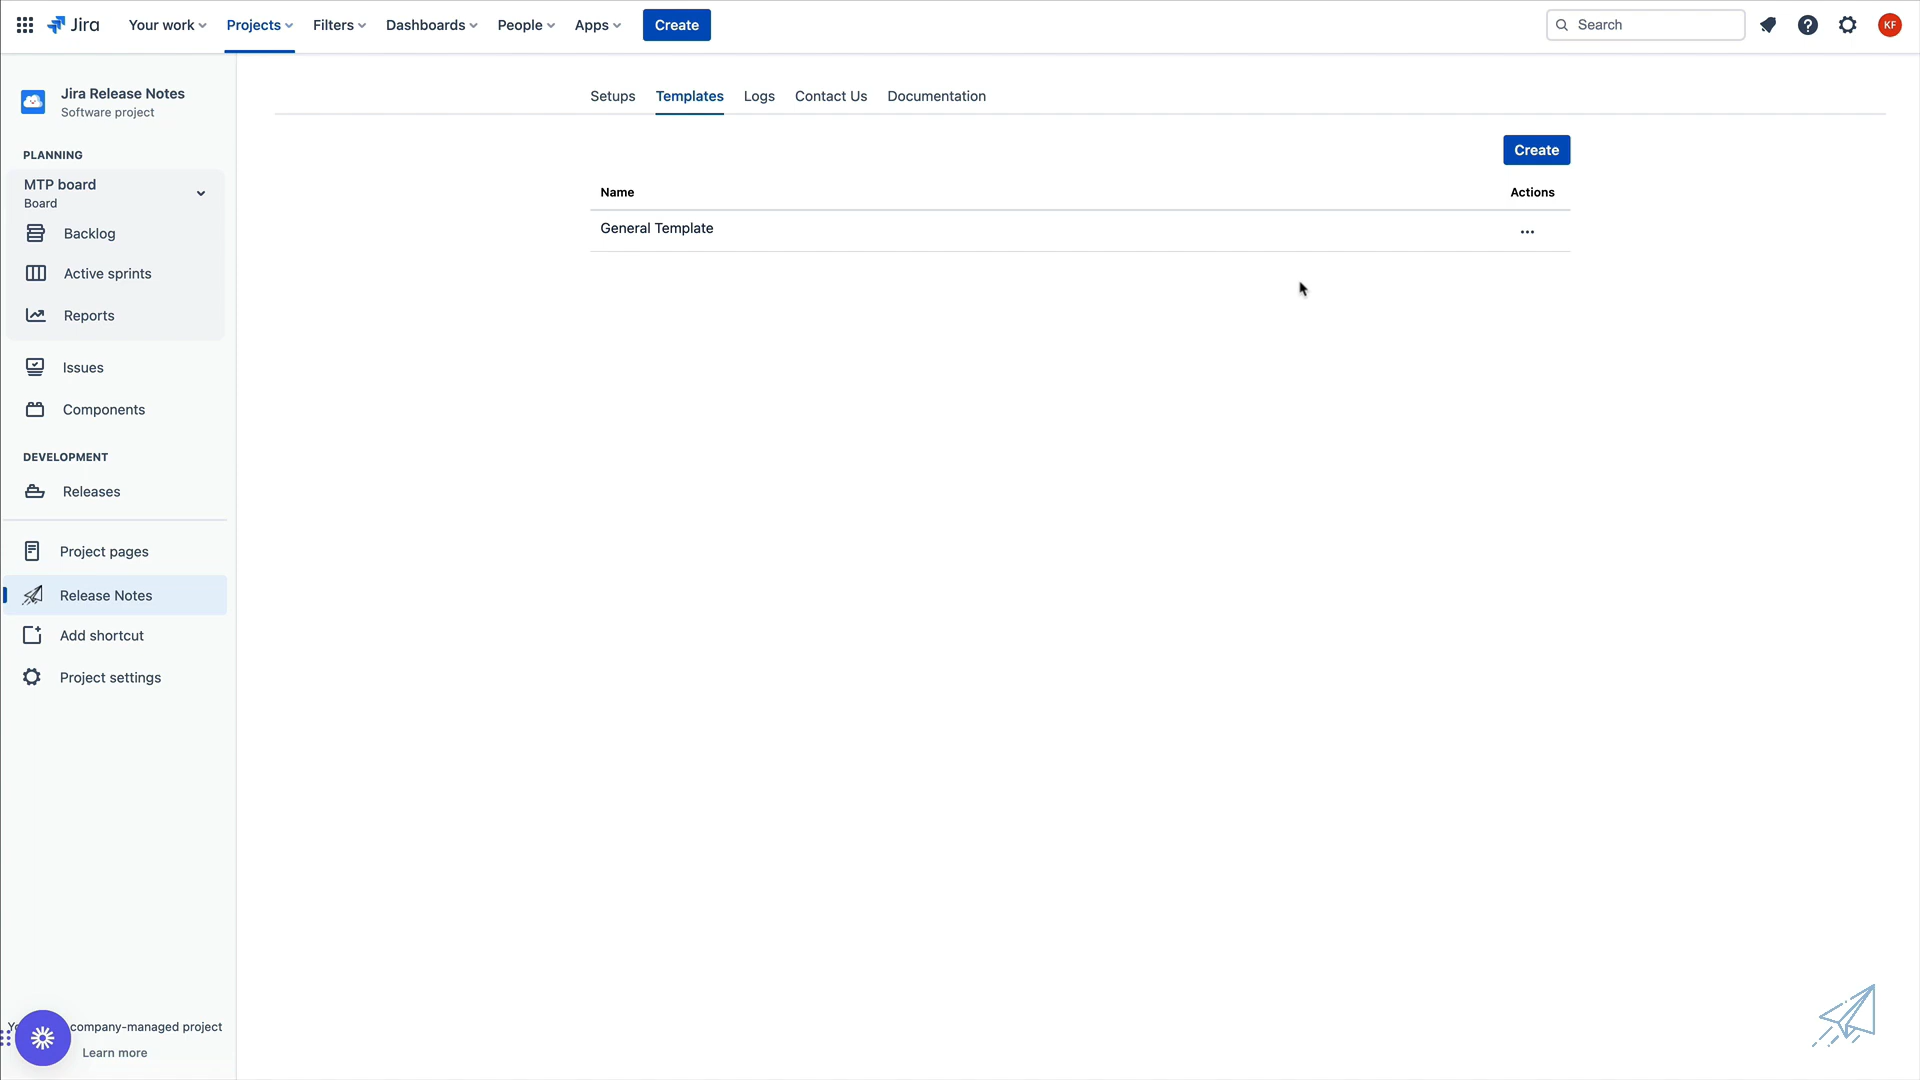 Jira
Your work
Projects
Filters
Dashboards
People
Apps
Create
Search
KF
Jira Release Notes
Software project
PLANNING
MTP board
Board
Backlog
Active sprints
Reports
Issues
Components
DEVELOPMENT
Releases
Project pages
Release Notes
Add shortcut
Project settings
company-managed project
Learn more
Setups
Templates
Logs
Contact Us
Documentation
Create
Name
Actions
General Template